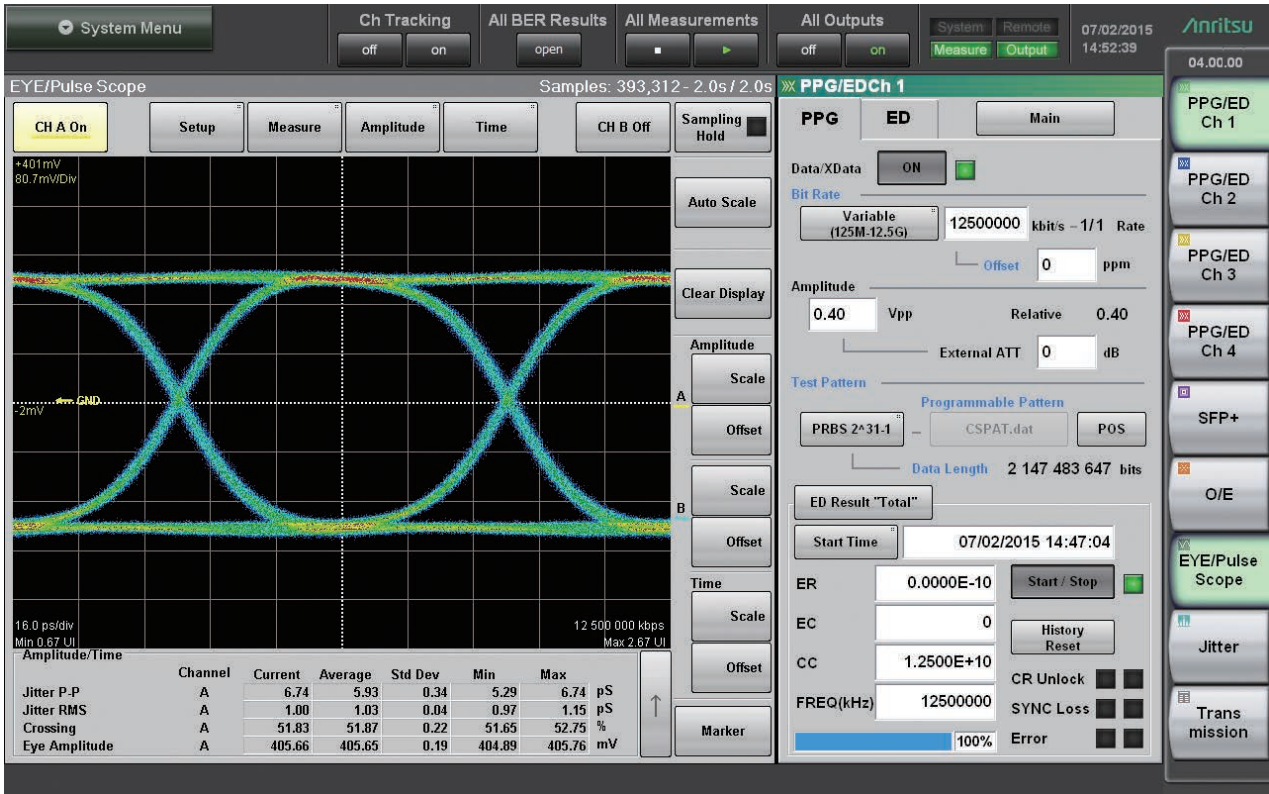 System Menu
Ch Tracking
off on
All BER Results
open
All Measurements
All Outputs
off on
System Remote
Measure Output
07/02/2015
14:52:39
Anritsu
04.00.00
EYE/Pulse Scope
Samples: 393,312 - 2.0s / 2.0s
CH A On
Setup
Measure
Amplitude
Time
CH B Off
Sampling
Hold
+401mV
80.7mV/Div
GND
-2mV
16.0 ps/div
Min 0.67 UI
12 500 000 kbps
Max 2.67 UI
Auto Scale
Clear Display
Amplitude
A
Scale
Offset
B
Scale
Offset
Time
Scale
Offset
Marker
Amplitude/Time
Channel Current Average Std Dev Min Max
Jitter P-P A 6.74 5.93 0.34 5.29 6.74 pS
Jitter RMS A 1.00 1.03 0.04 0.97 1.15 pS
Crossing A 51.83 51.87 0.22 51.65 52.75 %
Eye Amplitude A 405.66 405.65 0.19 404.89 405.76 mV
PPG/EDCh 1
PPG ED Main
Data/XData ON
Bit Rate
Variable
(125M-12.5G)
12500000 kbit/s - 1/1 Rate
Offset 0 ppm
Amplitude
0.40 Vpp Relative 0.40
External ATT 0 dB
Test Pattern
Programmable Pattern
PRBS 2^31-1 - CSPAT.dat POS
Data Length 2 147 483 647 bits
ED Result "Total"
Start Time 07/02/2015 14:47:04
ER 0.0000E-10 Start / Stop
EC 0
History
Reset
CC 1.2500E+10
CR Unlock
FREQ(kHz) 12500000
SYNC Loss
100%
Error
PPG/ED
Ch 1
PPG/ED
Ch 2
PPG/ED
Ch 3
PPG/ED
Ch 4
SFP+
O/E
EYE/Pulse
Scope
Jitter
Trans
mission